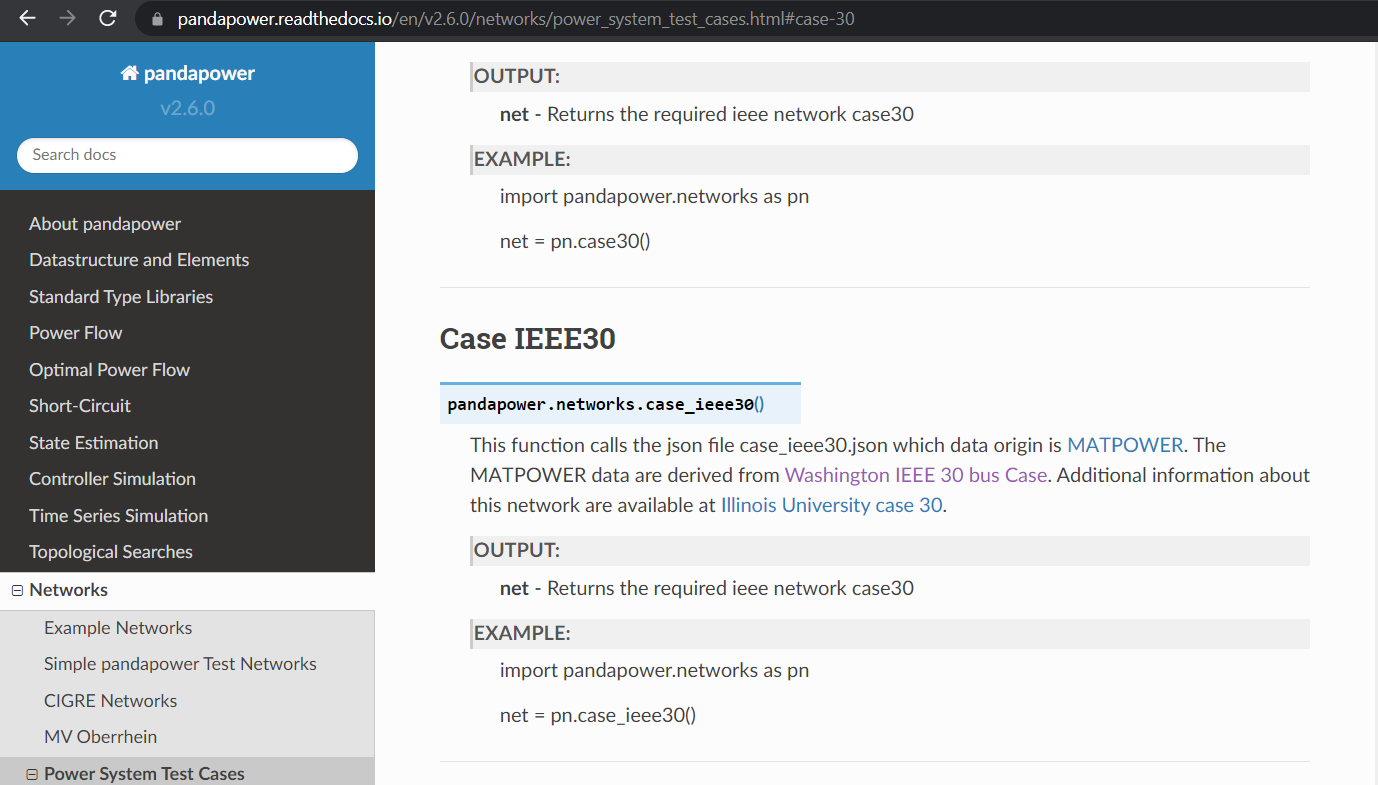 pandapower.readthedocs.io/en/v2.6.0/networks/power_system_test_cases.html#case-30
pandapower
v2.6.0
Search docs
About pandapower
Datastructure and Elements
Standard Type Libraries
Power Flow
Optimal Power Flow
Short-Circuit
State Estimation
Controller Simulation
Time Series Simulation
Topological Searches
Networks
Example Networks
Simple pandapower Test Networks
CIGRE Networks
MV Oberrhein
Power System Test Cases
OUTPUT:
net - Returns the required ieee network case30
EXAMPLE:
import pandapower.networks as pn
net = pn.case30()
Case IEEE30
pandapower.networks.case_ieee30()
This function calls the json file case_ieee30.json which data origin is MATPOWER. The
MATPOWER data are derived from Washington IEEE 30 bus Case. Additional information about
this network are available at Illinois University case 30.
OUTPUT:
net - Returns the required ieee network case30
EXAMPLE:
import pandapower.networks as pn
net = pn.case_ieee30()